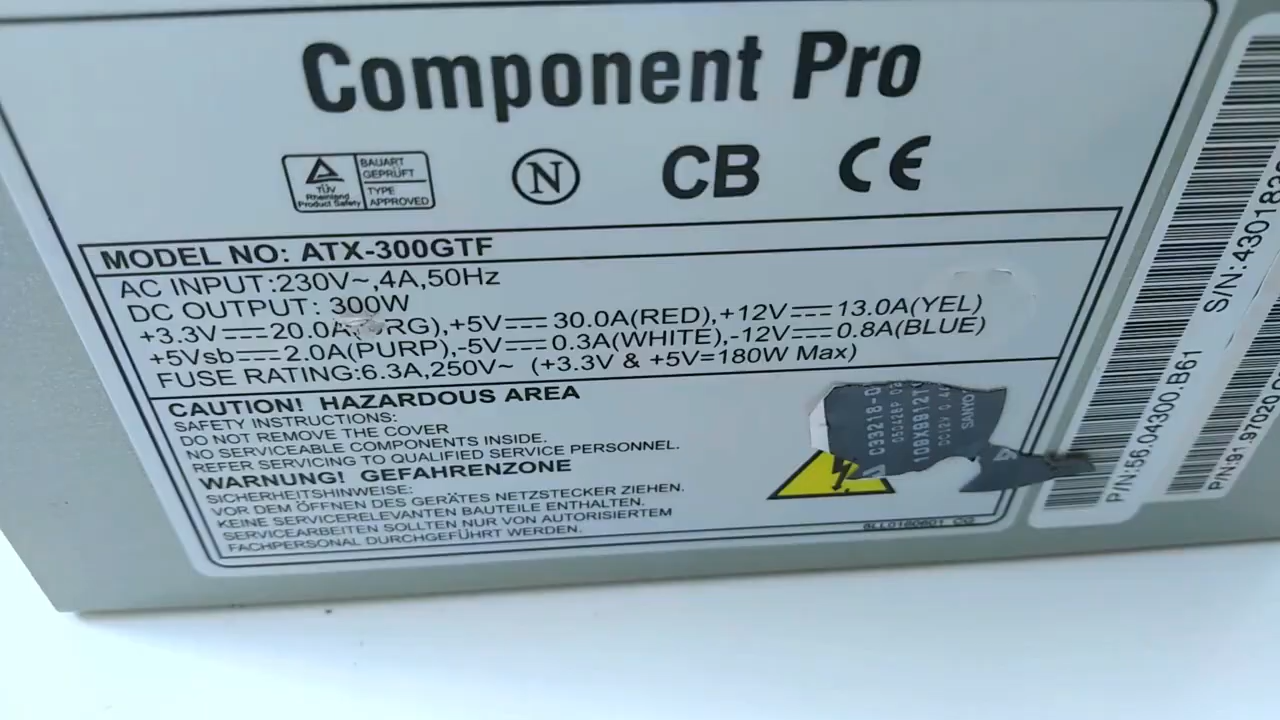 Component Pro
TÜV
Rheinland
Product Safety
BAUART
GEPRÜFT
TYPE
APPROVED
N
CB
CE
MODEL NO: ATX-300GTF
AC INPUT:230V~,4A,50Hz
DC OUTPUT: 300W
+3.3V⎓20.0A RG),+5V⎓30.0A(RED),+12V⎓13.0A(YEL)
+5Vsb⎓2.0A(PURP),-5V⎓0.3A(WHITE),-12V⎓0.8A(BLUE)
FUSE RATING:6.3A,250V~ (+3.3V & +5V=180W Max)
CAUTION! HAZARDOUS AREA
SAFETY INSTRUCTIONS:
DO NOT REMOVE THE COVER
NO SERVICEABLE COMPONENTS INSIDE.
REFER SERVICING TO QUALIFIED SERVICE PERSONNEL.
WARNUNG! GEFAHRENZONE
SICHERHEITSHINWEISE:
VOR DEM ÖFFNEN DES GERÄTES NETZSTECKER ZIEHEN.
KEINE SERVICERELEVANTEN BAUTEILE ENTHALTEN.
SERVICEARBEITEN SOLLTEN NUR VON AUTORISIERTEM
FACHPERSONAL DURCHGEFÜHRT WERDEN.
C33218-0
SANYO
P/N:56.04300.B61
S/N:430183
P/N:91.97020.